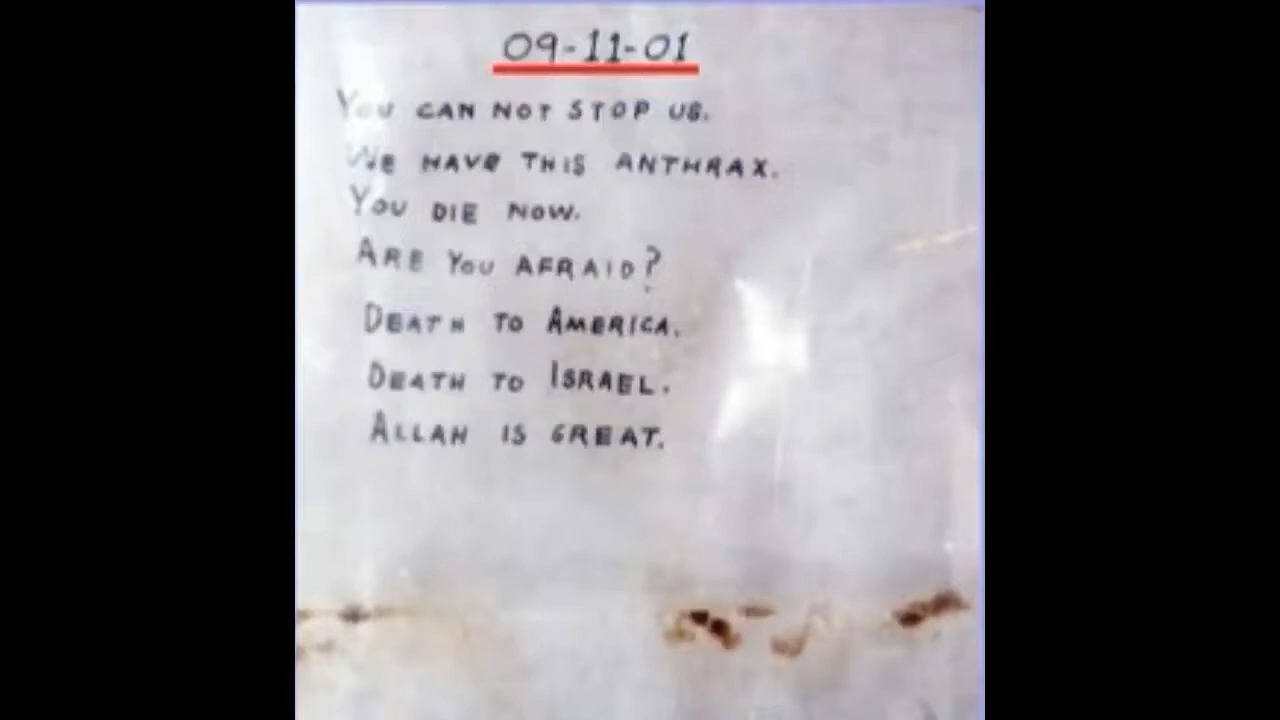 09-11-01
YOU CAN NOT STOP US.
WE HAVE THIS ANTHRAX.
YOU DIE NOW.
ARE YOU AFRAID?
DEATH TO AMERICA.
DEATH TO ISRAEL.
ALLAH IS GREAT.